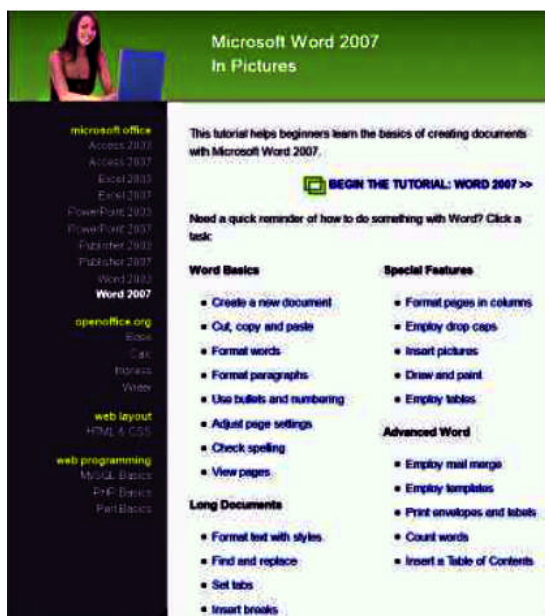 Microsoft Word 2007
In Pictures
microsoft office
Access 2003
Access 2007
Excel 2003
Excel 2007
PowerPoint 2003
PowerPoint 2007
Publisher 2003
Publisher 2007
Word 2003
Word 2007
openoffice.org
Base
Calc
Impress
Writer
web layout
HTML & CSS
web programming
MySQL Basics
PHP Basics
Perl Basics
This tutorial helps beginners learn the basics of creating documents
with Microsoft Word 2007.
BEGIN THE TUTORIAL: WORD 2007 >>
Need a quick reminder of how to do something with Word? Click a
task:
Word Basics
Create a new document
Cut, copy and paste
Format words
Format paragraphs
Use bullets and numbering
Adjust page settings
Check spelling
View pages
Long Documents
Format text with styles
Find and replace
Set tabs
Insert breaks
Special Features
Format pages in columns
Employ drop caps
Insert pictures
Draw and paint
Employ tables
Advanced Word
Employ mail merge
Employ templates
Print envelopes and labels
Count words
Insert a Table of Contents